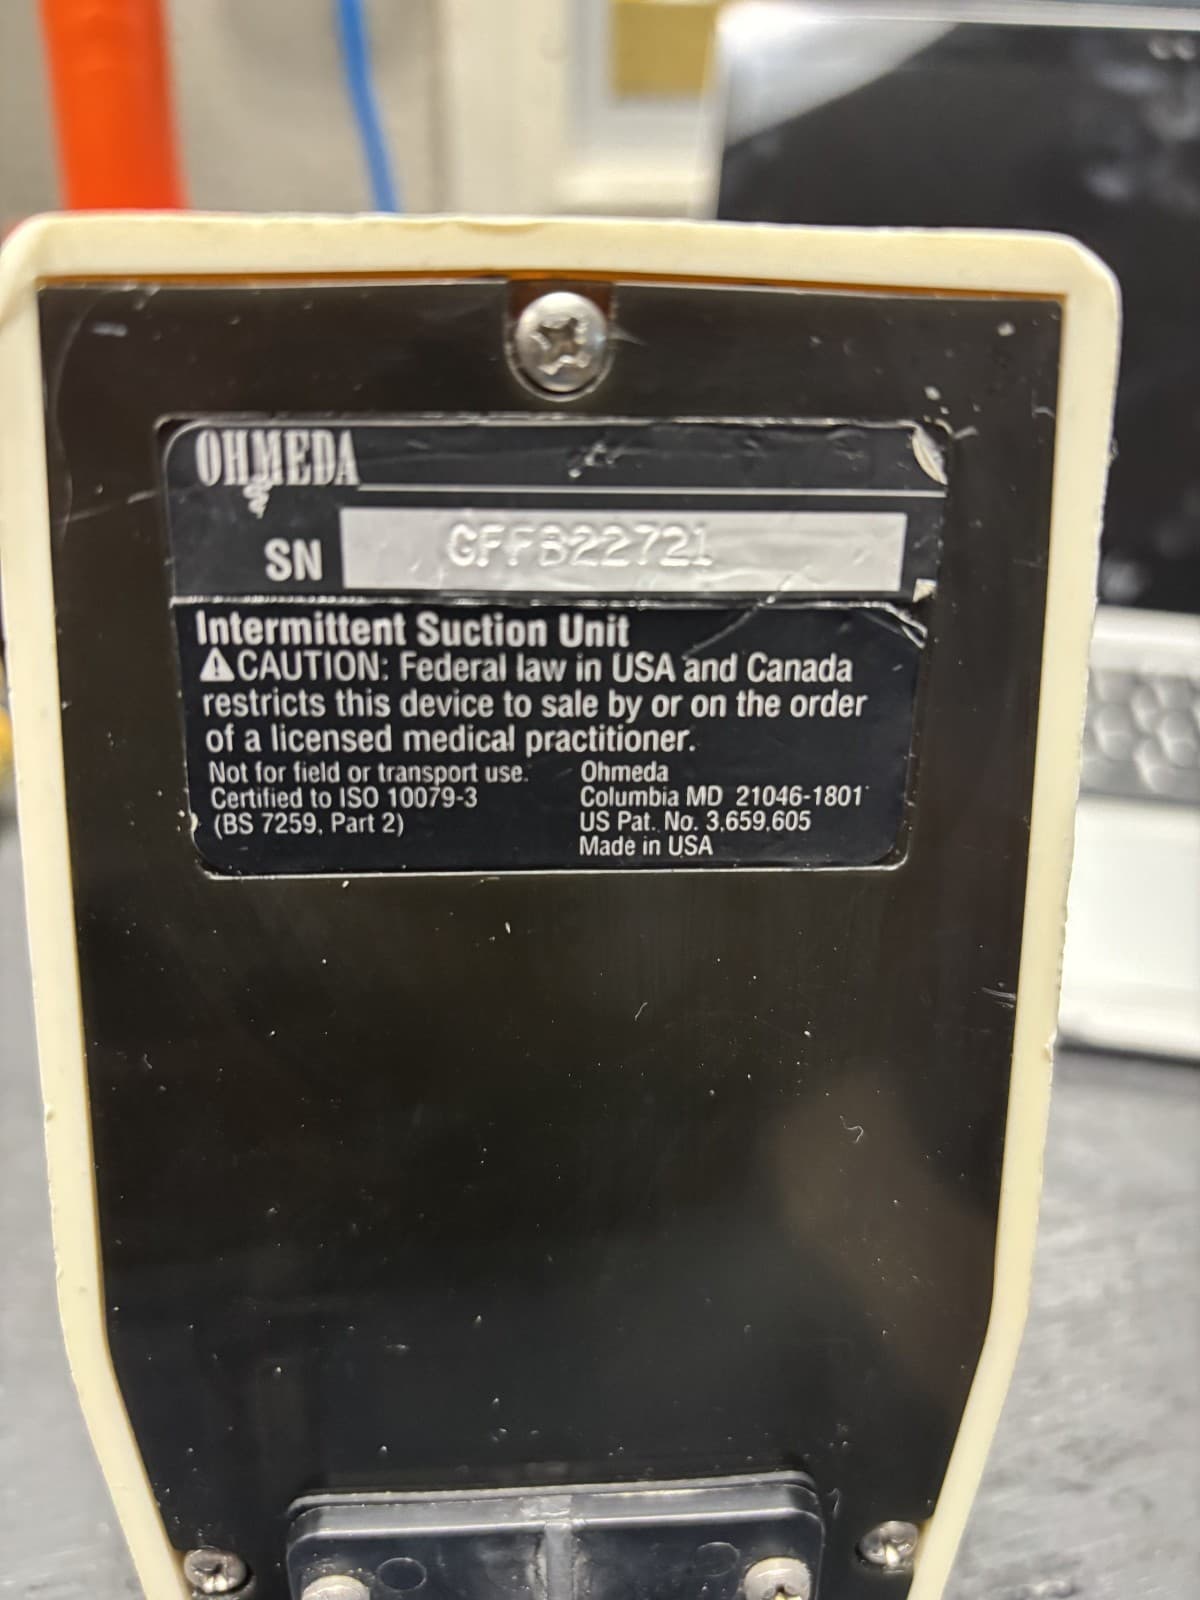 OHMEDA
SN GFFB22721
Intermittent Suction Unit
⚠CAUTION: Federal law in USA and Canada
restricts this device to sale by or on the order
of a licensed medical practitioner.
Not for field or transport use.
Certified to ISO 10079-3
(BS 7259, Part 2)
Ohmeda
Columbia MD 21046-1801
US Pat. No. 3,659,605
Made in USA